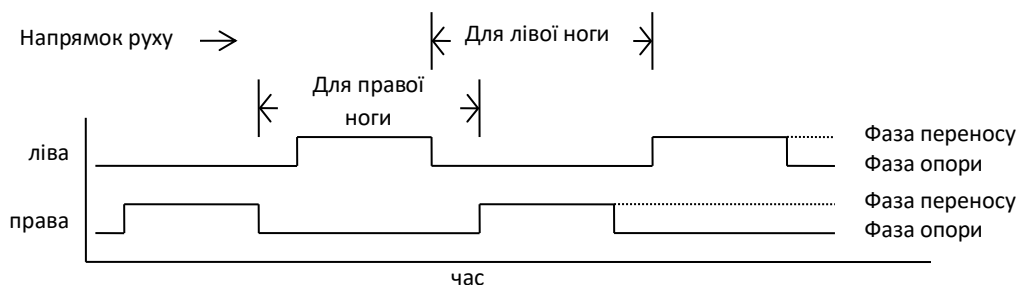 Напрямок руху
Для лівої ноги
Для правої
ноги
ліва
Фаза переносу
Фаза опори
права
Фаза переносу
Фаза опори
час